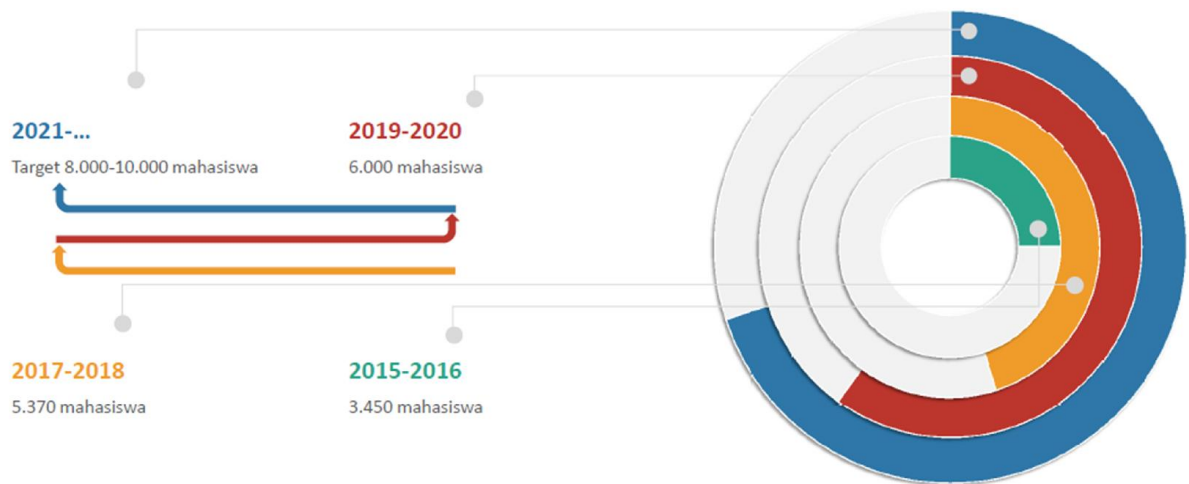 2021-...
Target 8.000-10.000 mahasiswa
2019-2020
6.000 mahasiswa
2017-2018
5.370 mahasiswa
2015-2016
3.450 mahasiswa